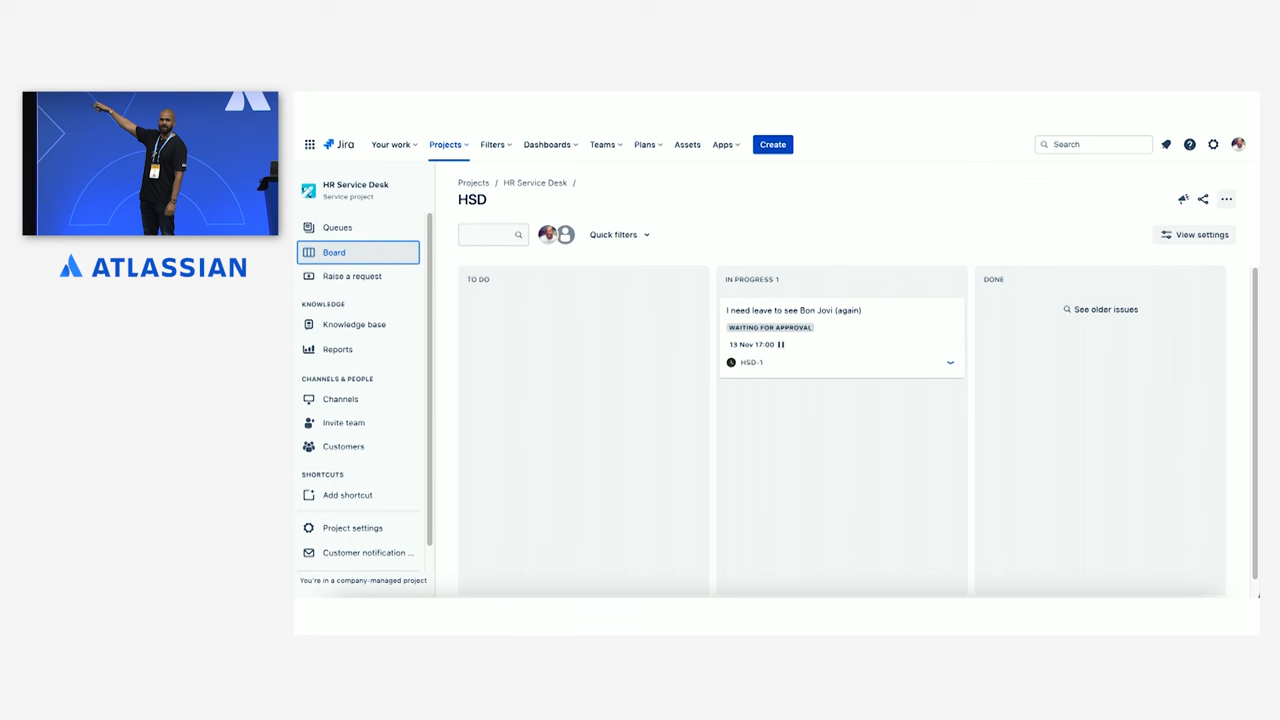 ATLASSIAN
Jira
Your work
Projects
Filters
Dashboards
Teams
Plans
Assets
Apps
Create
Search
HR Service Desk
Service project
Queues
Board
Raise a request
KNOWLEDGE
Knowledge base
Reports
CHANNELS & PEOPLE
Channels
Invite team
Customers
SHORTCUTS
Add shortcut
Project settings
Customer notification ...
You're in a company-managed project
Projects / HR Service Desk /
HSD
Quick filters
View settings
TO DO
IN PROGRESS 1
I need leave to see Bon Jovi (again)
WAITING FOR APPROVAL
13 Nov 17:00
HSD-1
DONE
See older issues